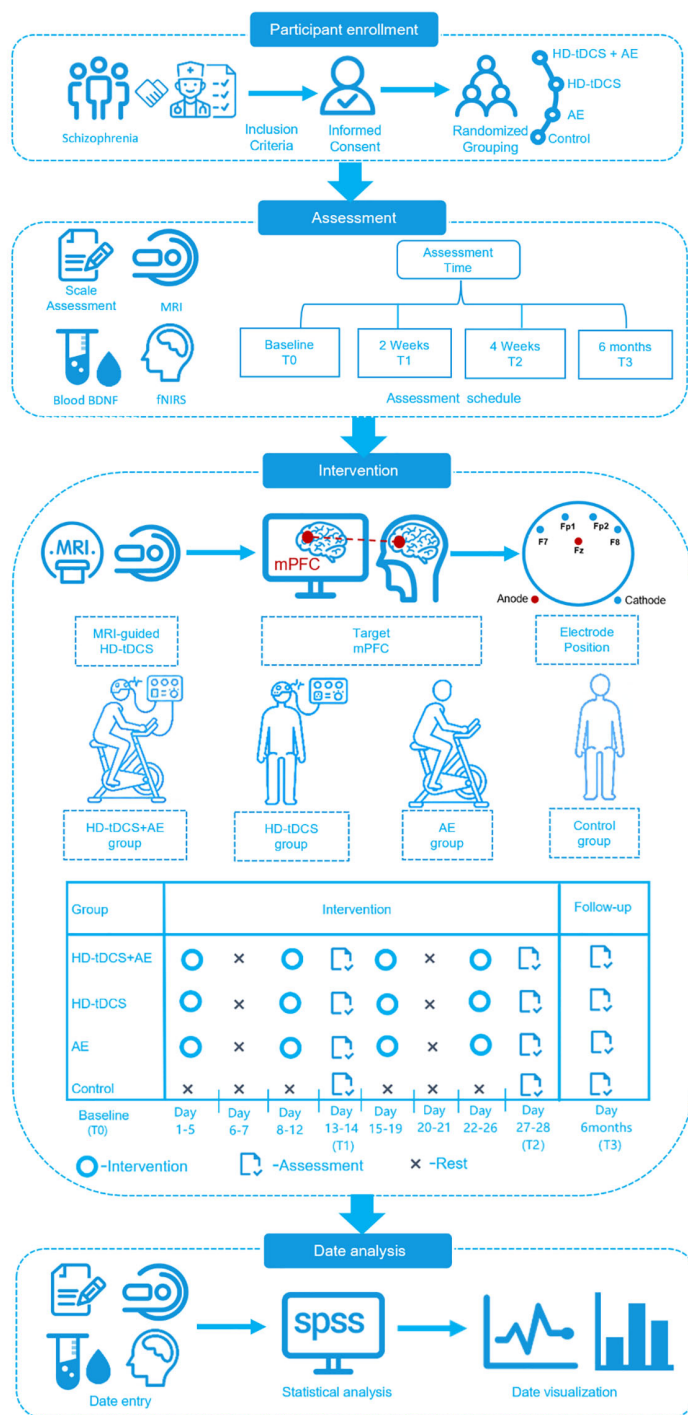 Participant enrollment
Schizophrenia
Inclusion
Criteria
Informed
Consent
Randomized
Grouping
HD-tDCS + AE
HD-tDCS
AE
Control
Assessment
Scale
Assessment
MRI
Blood BDNF
fNIRS
Assessment
Time
Baseline
T0
2 Weeks
T1
4 Weeks
T2
6 months
T3
Assessment schedule
Intervention
MRI
mPFC
Fp1 Fp2
F7 F8
Fz
Anode Cathode
MRI-guided
HD-tDCS
Target
mPFC
Electrode
Position
HD-tDCS+AE
group
HD-tDCS
group
AE
group
Control
group
Group Intervention Follow-up
HD-tDCS+AE
HD-tDCS
AE
Control
Baseline
(T0)
Day
1-5
Day
6-7
Day
8-12
Day
13-14
(T1)
Day
15-19
Day
20-21
Day
22-26
Day
27-28
(T2)
Day
6months
(T3)
-Intervention -Assessment -Rest
Date analysis
Date entry
spss
Statistical analysis
Date visualization